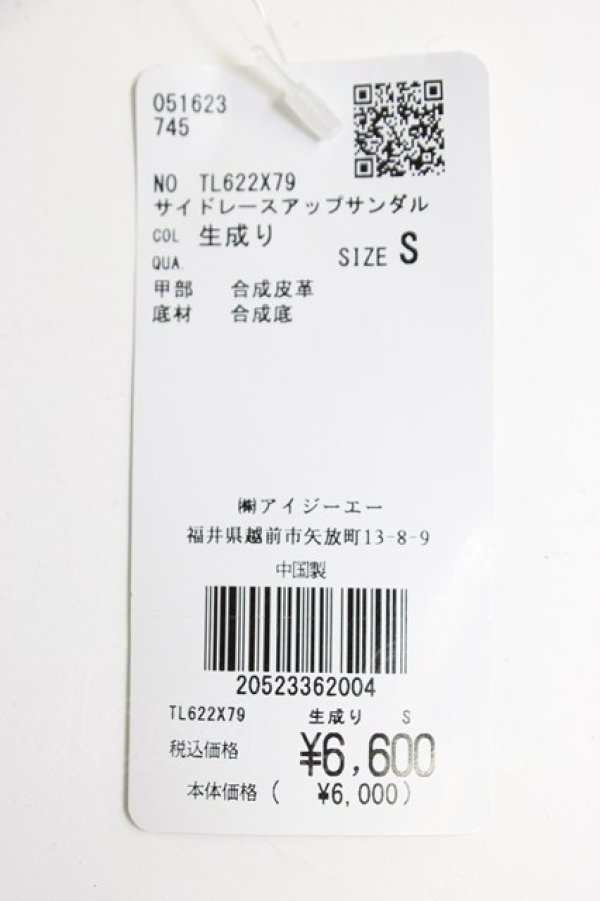 051623
745
NO TL622X79
サイドレースアップサンダル
COL 生成り
QUA. SIZE S
甲部 合成皮革
底材 合成底
㈱アイジーエー
福井県越前市矢放町13-8-9
中国製
20523362004
TL622X79 生成り S
税込価格 ¥6,600
本体価格 ( ¥6,000)